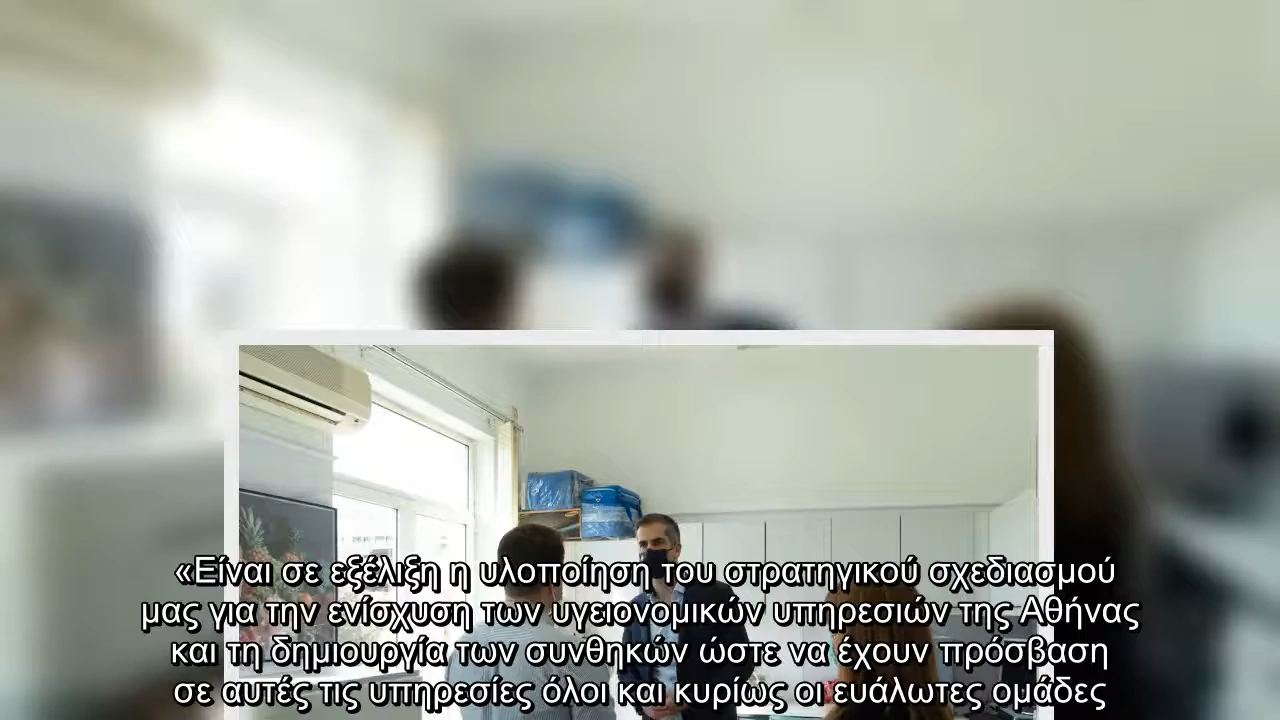 «Είναι σε εξέλιξη η υλοποίηση του στρατηγικού σχεδιασμού
μας για την ενίσχυση των υγειονομικών υπηρεσιών της Αθήνας
και τη δημιουργία των συνθηκών ώστε να έχουν πρόσβαση
σε αυτές τις υπηρεσίες όλοι και κυρίως οι ευάλωτες ομάδες